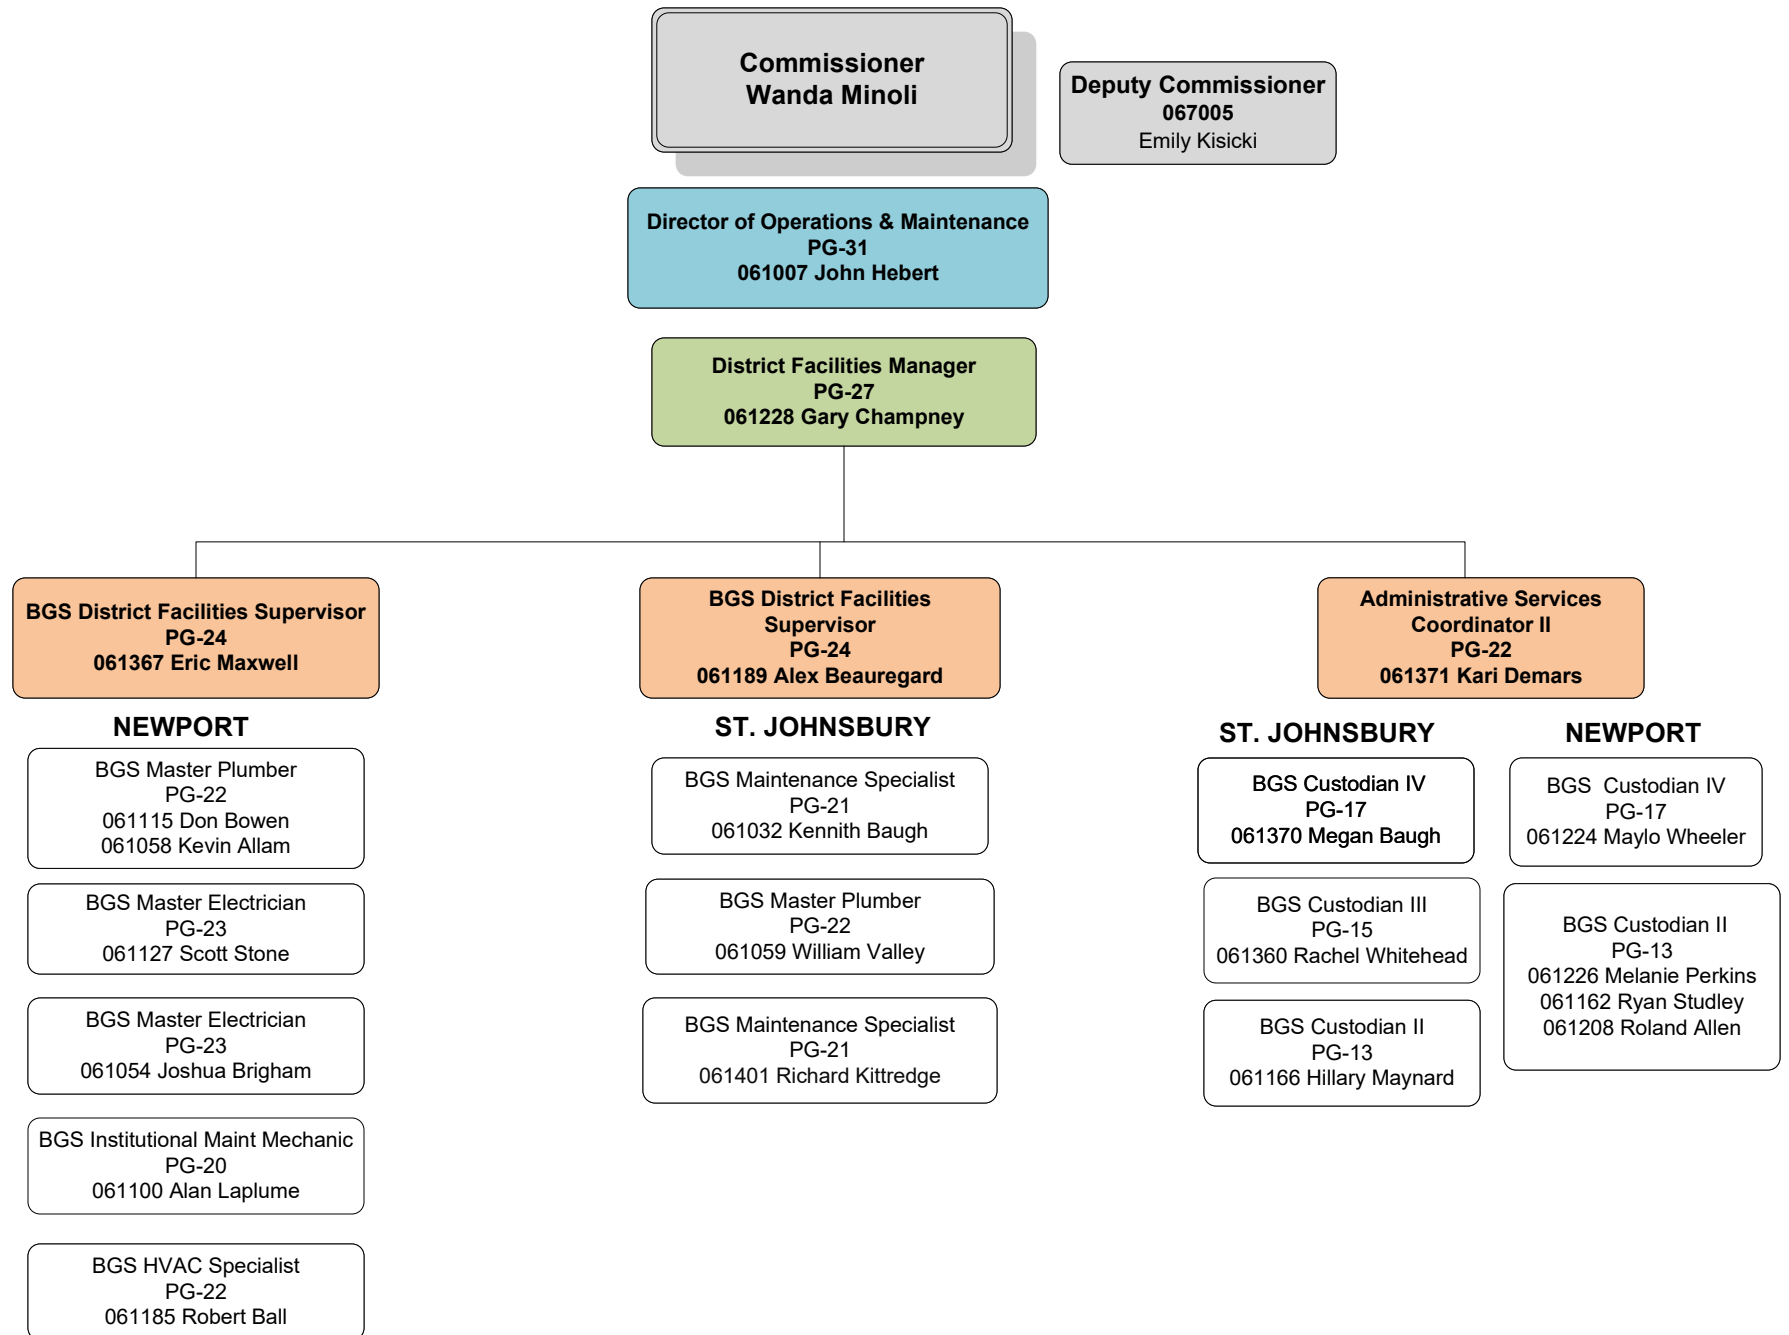 Commissioner
Wanda Minoli
Deputy Commissioner
067005
Emily Kisicki
Director of Operations & Maintenance
PG-31
061007 John Hebert
District Facilities Manager
PG-27
061228 Gary Champney
BGS District Facilities Supervisor
PG-24
061367 Eric Maxwell
NEWPORT
BGS Master Plumber
PG-22
061115 Don Bowen
061058 Kevin Allam
BGS Master Electrician
PG-23
061127 Scott Stone
BGS Master Electrician
PG-23
061054 Joshua Brigham
BGS Institutional Maint Mechanic
PG-20
061100 Alan Laplume
BGS HVAC Specialist
PG-22
061185 Robert Ball
BGS District Facilities
Supervisor
PG-24
061189 Alex Beauregard
ST. JOHNSBURY
BGS Maintenance Specialist
PG-21
061032 Kennith Baugh
BGS Master Plumber
PG-22
061059 William Valley
BGS Maintenance Specialist
PG-21
061401 Richard Kittredge
Administrative Services
Coordinator II
PG-22
061371 Kari Demars
ST. JOHNSBURY
BGS Custodian IV
PG-17
061370 Megan Baugh
BGS Custodian III
PG-15
061360 Rachel Whitehead
BGS Custodian II
PG-13
061166 Hillary Maynard
NEWPORT
BGS  Custodian IV
PG-17
061224 Maylo Wheeler
BGS Custodian II
PG-13
061226 Melanie Perkins
061162 Ryan Studley
061208 Roland Allen